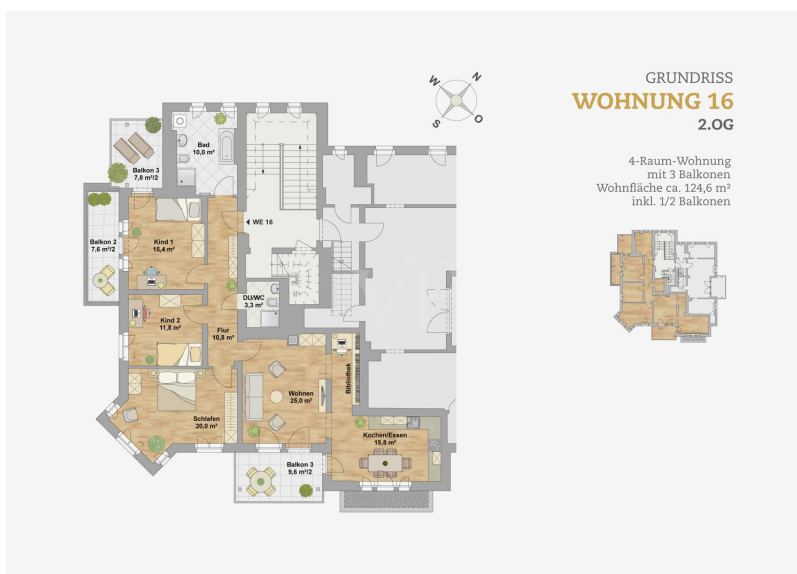 GRUNDRISS
WOHNUNG 16
2.OG
4-Raum-Wohnung
mit 3 Balkonen
Wohnfläche ca. 124,6 m²
inkl. 1/2 Balkonen
N
W
S
O
Bad
10,0 m²
Balkon 3
7,8 m²/2
WE 16
Balkon 2
7,6 m²/2
Kind 1
15,4 m²
DU/WC
3,3 m²
Kind 2
11,8 m²
Flur
10,8 m²
Bibliothek
Wohnen
25,0 m²
Schlafen
20,0 m²
Kochen/Essen
15,8 m²
Balkon 3
9,6 m²/2